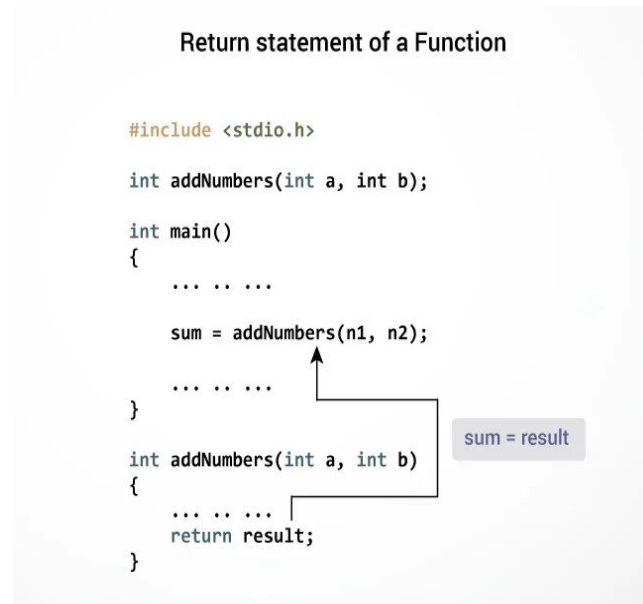 Return statement of a Function
#include <stdio.h>
int addNumbers(int a, int b);
int main()
{
... .. ...
sum = addNumbers(n1, n2);
... .. ...
}
sum = result
int addNumbers(int a, int b)
{
... .. ...
return result;
}